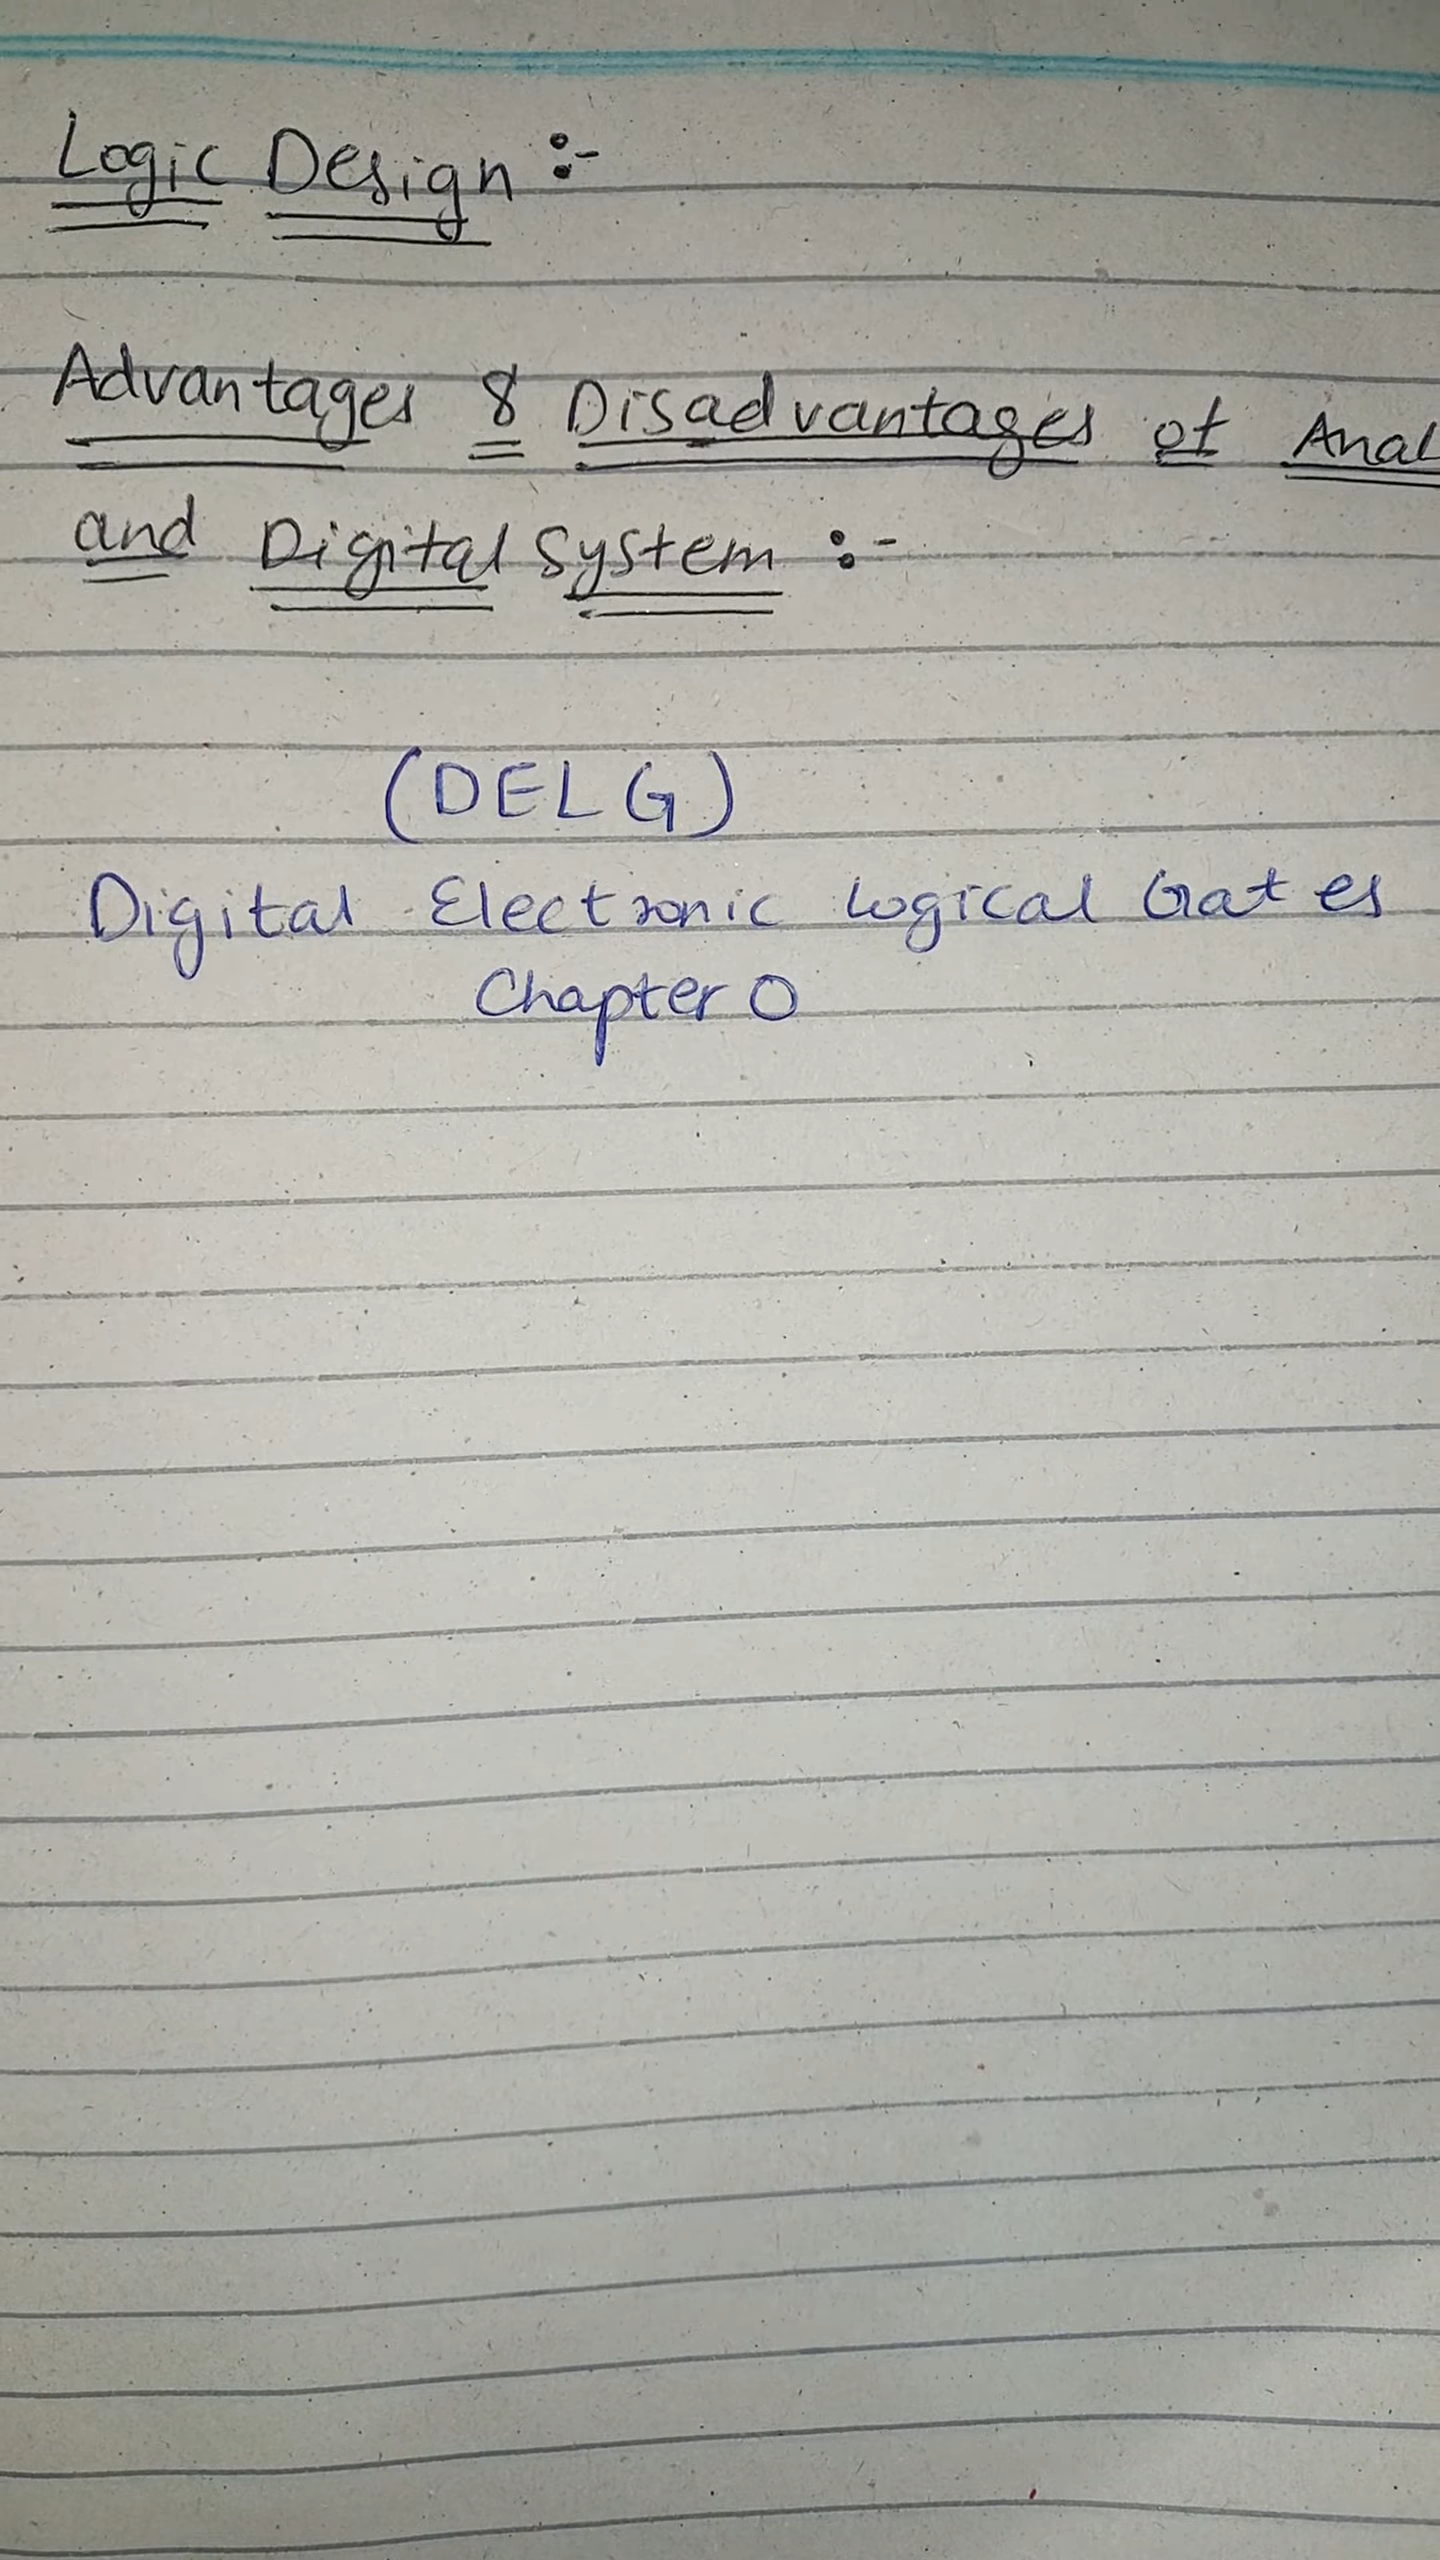 Logic Design :-
Advantages & Disadvantages of Anal
and Digital System :-
(DELG)
Digital Electronic Logical Gates
Chapter 0